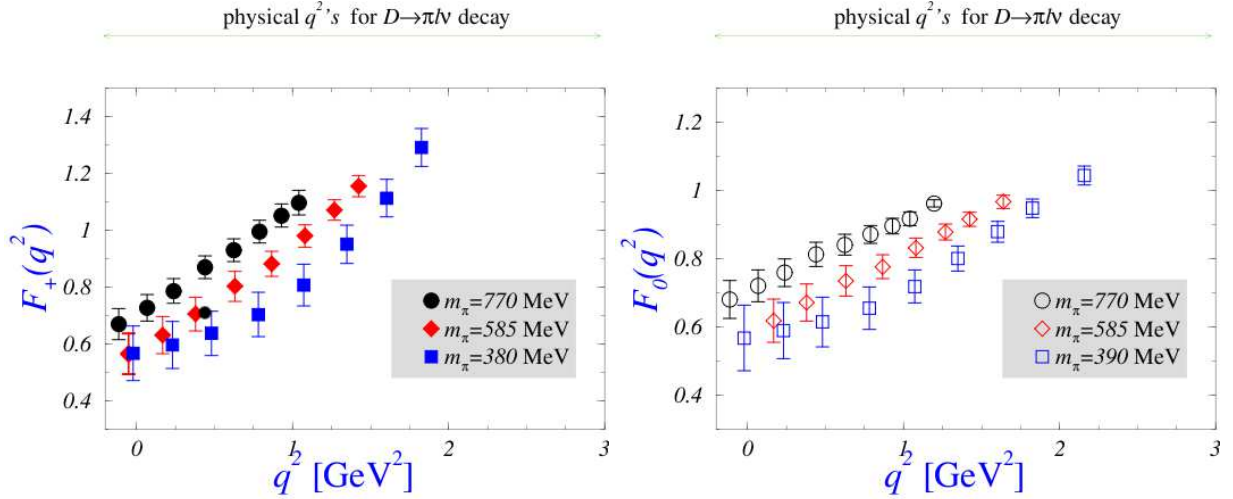 physical q²'s for D→πlν decay
F₊(q²)
1.4
1.2
1
0.8
0.6
0.4
mπ=770 MeV
mπ=585 MeV
mπ=380 MeV
0 1 2 3
q² [GeV²]
physical q²'s for D→πlν decay
F₀(q²)
1.2
1
0.8
0.6
0.4
mπ=770 MeV
mπ=585 MeV
mπ=390 MeV
0 1 2 3
q² [GeV²]